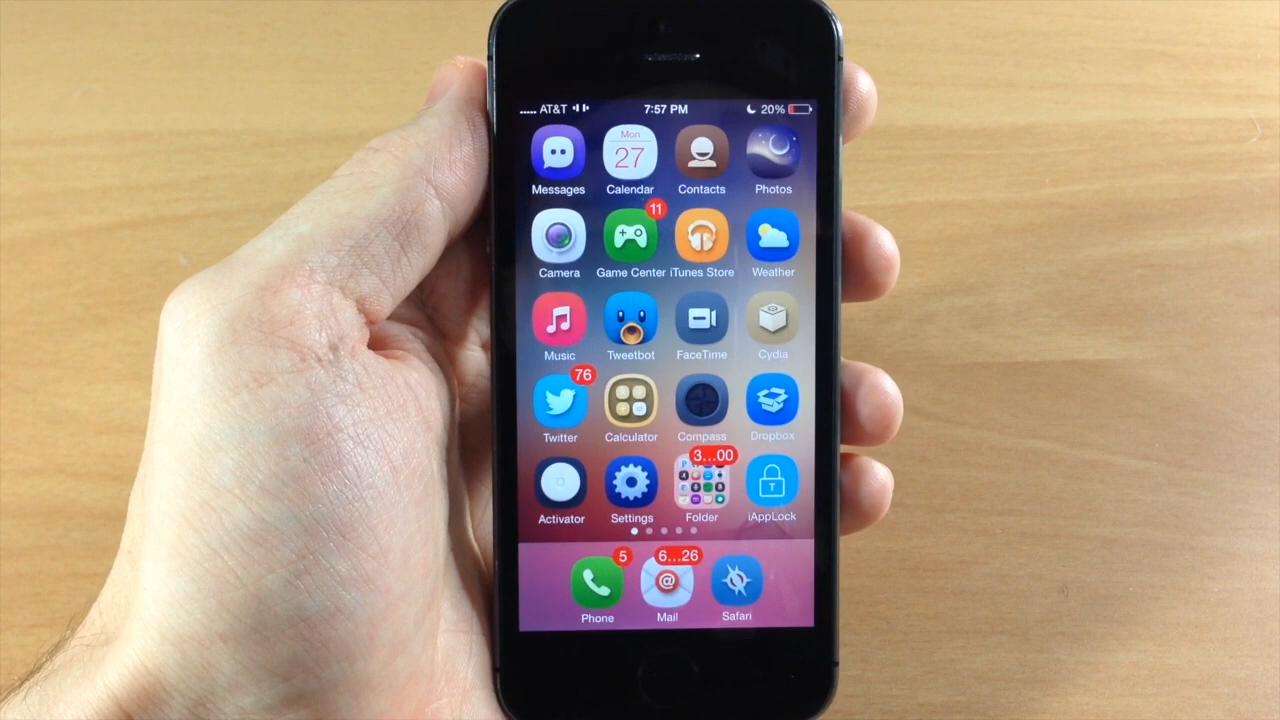 AT&T 7:57 PM 20%
Mon
27
Messages Calendar Contacts Photos
11
Camera Game Center iTunes Store Weather
Music Tweetbot FaceTime Cydia
76
Twitter Calculator Compass Dropbox
3...00
T
Activator Settings Folder iAppLock
5 6...26
@
Phone Mail Safari